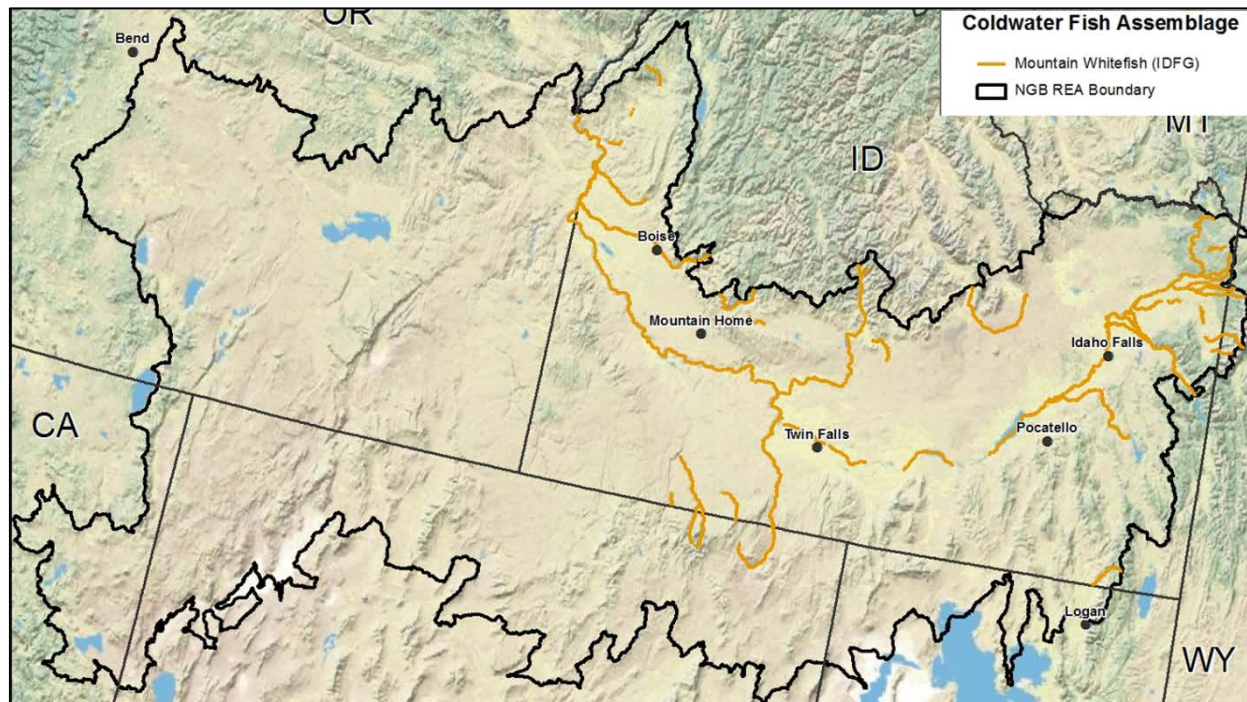 OR
Bend
Coldwater Fish Assemblage
Mountain Whitefish (IDFG)
NGB REA Boundary
MT
ID
Boise
Mountain Home
Idaho Falls
CA
Twin Falls
Pocatello
Logan
WY